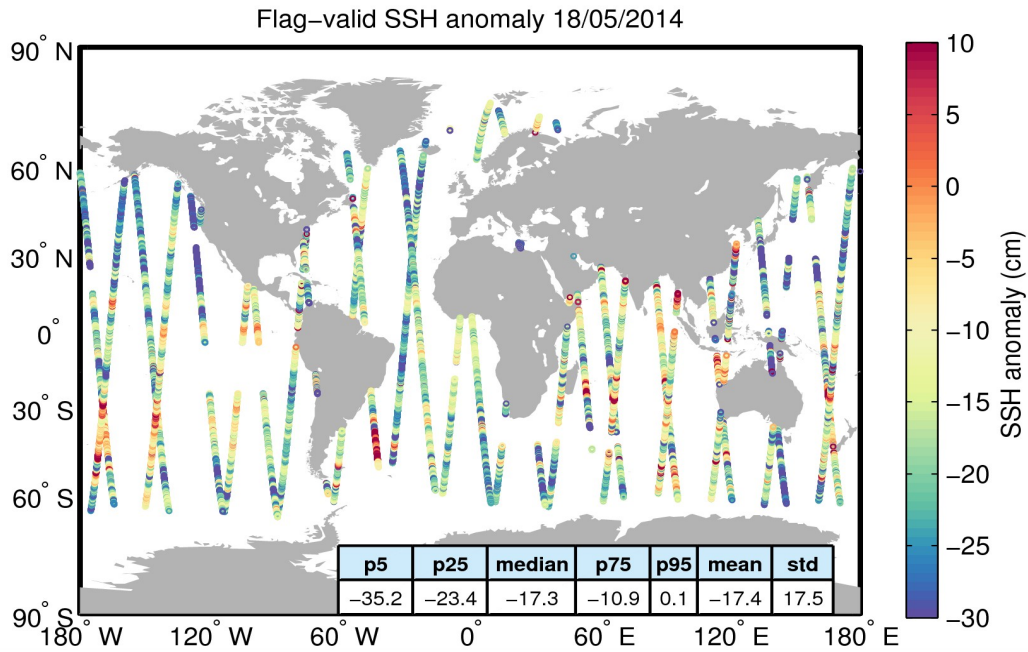 Flag−valid SSH anomaly 18/05/2014
90° N
60° N
30° N
0°
30° S
60° S
90° S
180° W 120° W 60° W 0° 60° E 120° E 180° E
p5 p25 median p75 p95 mean std
−35.2 −23.4 −17.3 −10.9 0.1 −17.4 17.5
10
5
0
−5
−10
−15
−20
−25
−30
SSH anomaly (cm)